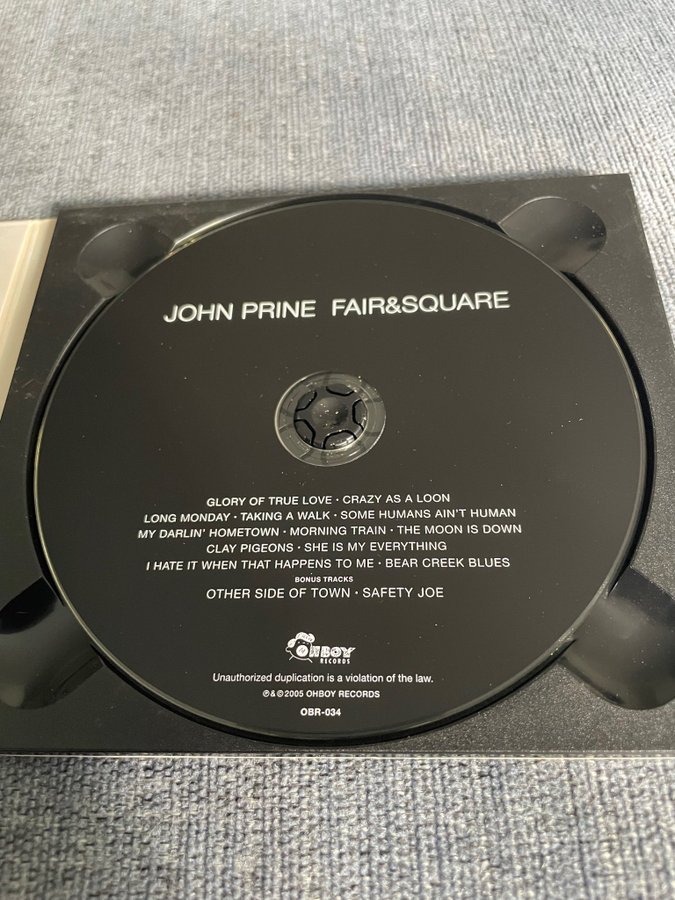 JOHN PRINE FAIR&SQUARE
GLORY OF TRUE LOVE · CRAZY AS A LOON
LONG MONDAY · TAKING A WALK · SOME HUMANS AIN'T HUMAN
MY DARLIN' HOMETOWN · MORNING TRAIN · THE MOON IS DOWN
CLAY PIGEONS · SHE IS MY EVERYTHING
I HATE IT WHEN THAT HAPPENS TO ME · BEAR CREEK BLUES
BONUS TRACKS
OTHER SIDE OF TOWN · SAFETY JOE
OHBOY
RECORDS
Unauthorized duplication is a violation of the law.
℗&©2005 OHBOY RECORDS
OBR-034